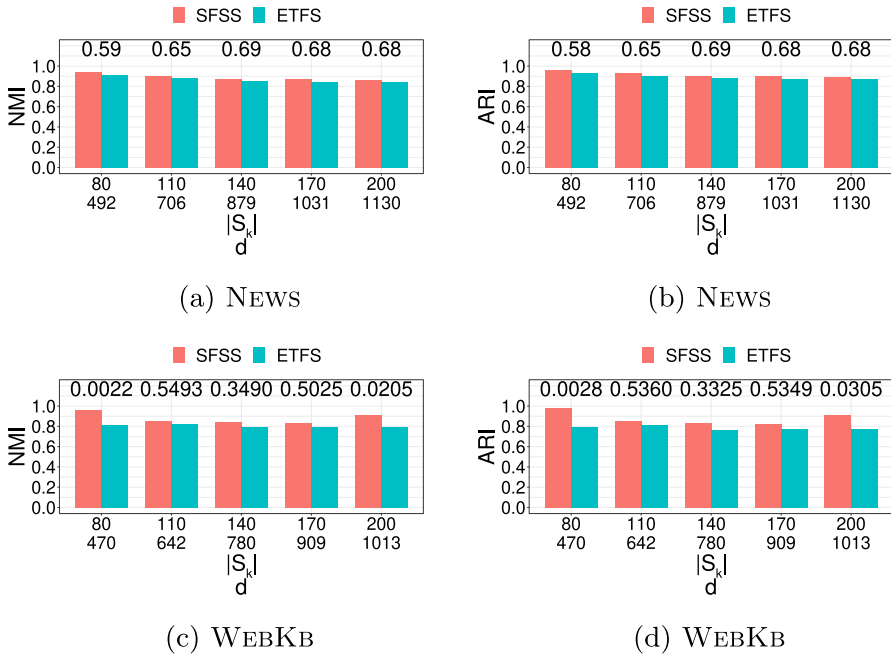 SFSS ETFS
0.59 0.65 0.69 0.68 0.68
NMI
1.0
0.8
0.6
0.4
0.2
0.0
80 110 140 170 200
492 706 879 1031 1130
|S_k|
d
(a) NEWS
SFSS ETFS
0.58 0.65 0.69 0.68 0.68
ARI
1.0
0.8
0.6
0.4
0.2
0.0
80 110 140 170 200
492 706 879 1031 1130
|S_k|
d
(b) NEWS
SFSS ETFS
0.0022 0.5493 0.3490 0.5025 0.0205
NMI
1.0
0.8
0.6
0.4
0.2
0.0
80 110 140 170 200
470 642 780 909 1013
|S_k|
d
(c) WEBKB
SFSS ETFS
0.0028 0.5360 0.3325 0.5349 0.0305
ARI
1.0
0.8
0.6
0.4
0.2
0.0
80 110 140 170 200
470 642 780 909 1013
|S_k|
d
(d) WEBKB